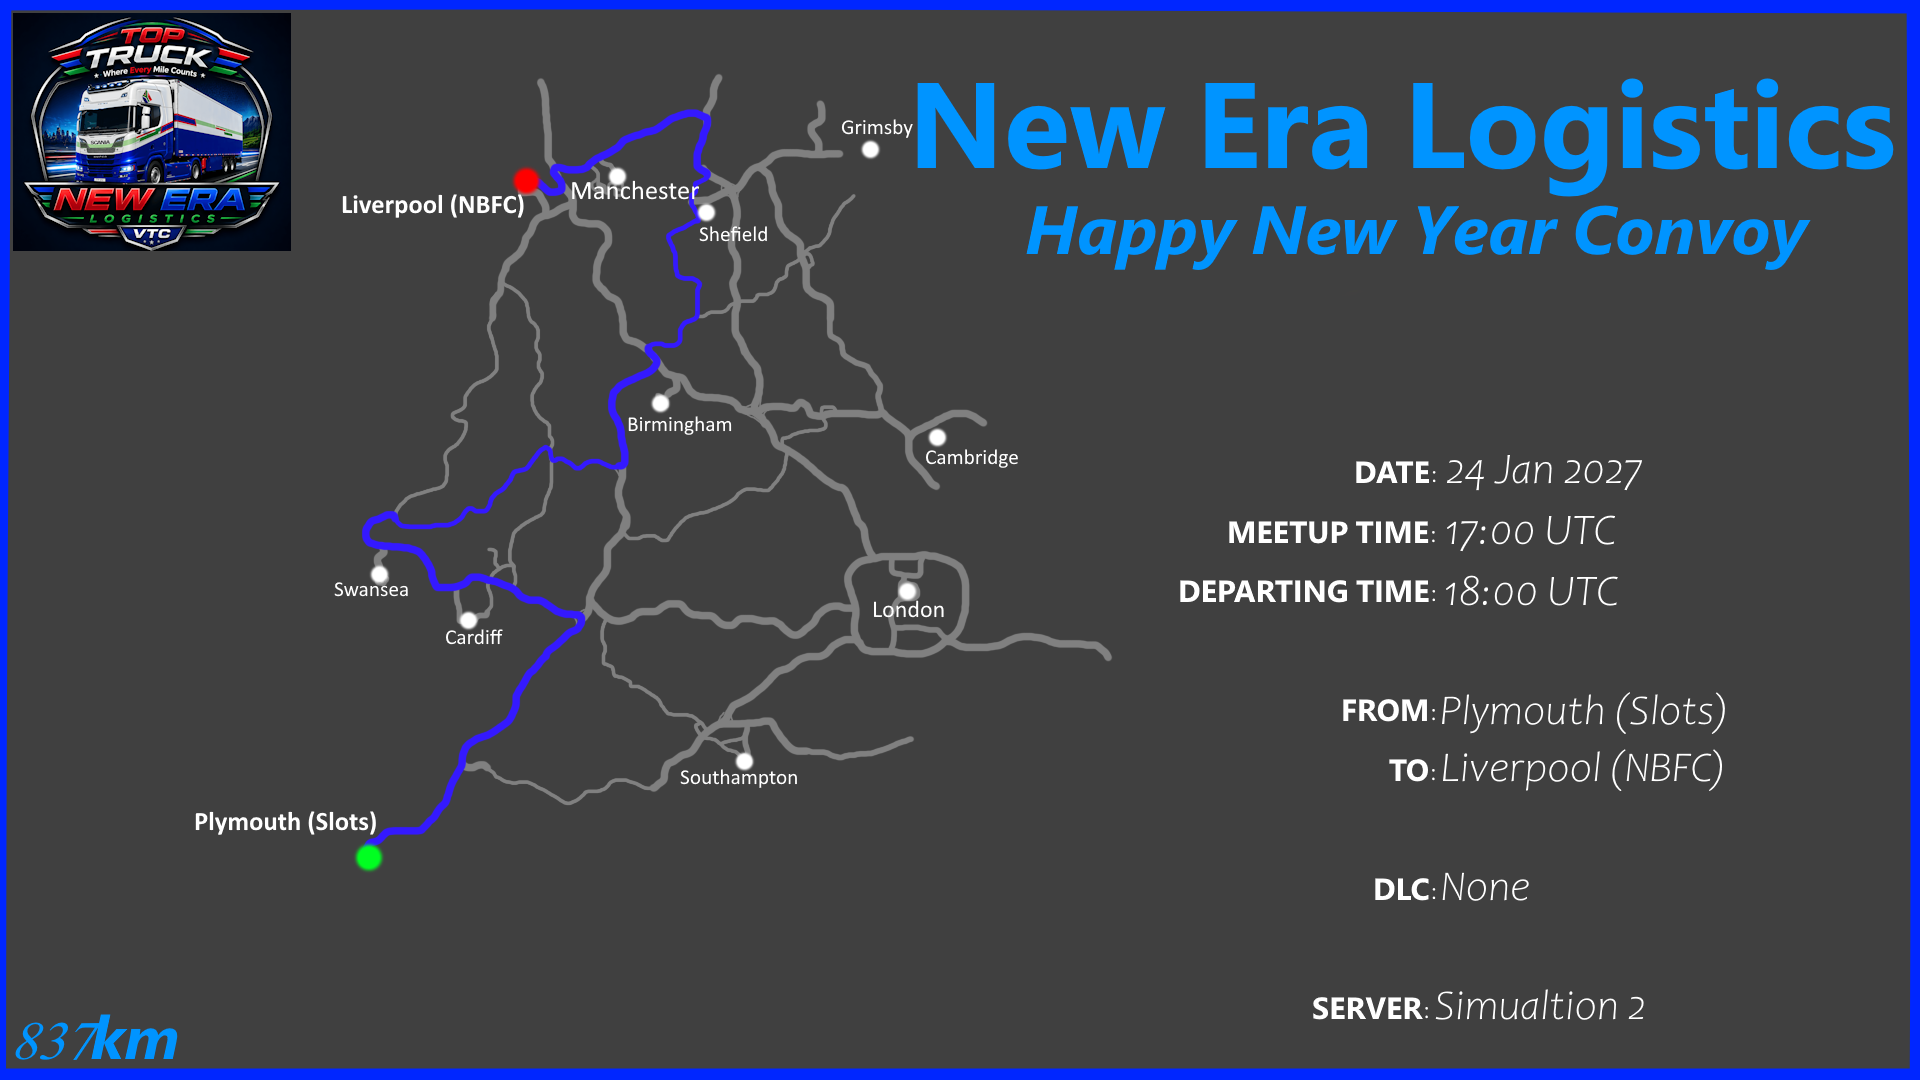 TOP
TRUCK
Where Every Mile Counts
SCANIA
NEW ERA
LOGISTICS
VTC
New Era Logistics
Happy New Year Convoy
Grimsby
Manchester
Liverpool (NBFC)
Shefield
Birmingham
Cambridge
Swansea
London
Cardiff
Southampton
Plymouth (Slots)
DATE: 24 Jan 2027
MEETUP TIME: 17:00 UTC
DEPARTING TIME: 18:00 UTC
FROM: Plymouth (Slots)
TO: Liverpool (NBFC)
DLC: None
SERVER: Simualtion 2
837km